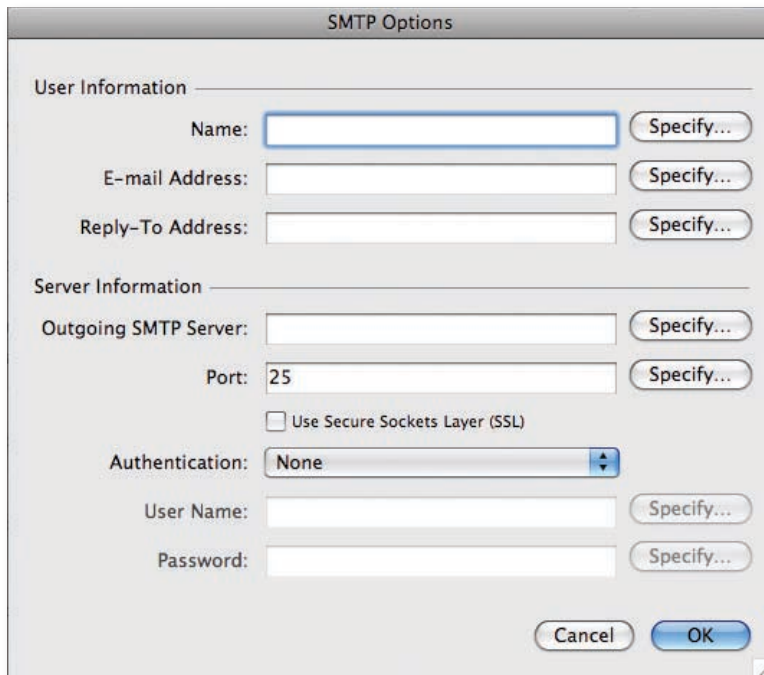 SMTP Options
User Information
Name: Specify...
E-mail Address: Specify...
Reply-To Address: Specify...
Server Information
Outgoing SMTP Server: Specify...
Port: 25 Specify...
Use Secure Sockets Layer (SSL)
Authentication: None
User Name: Specify...
Password: Specify...
Cancel OK